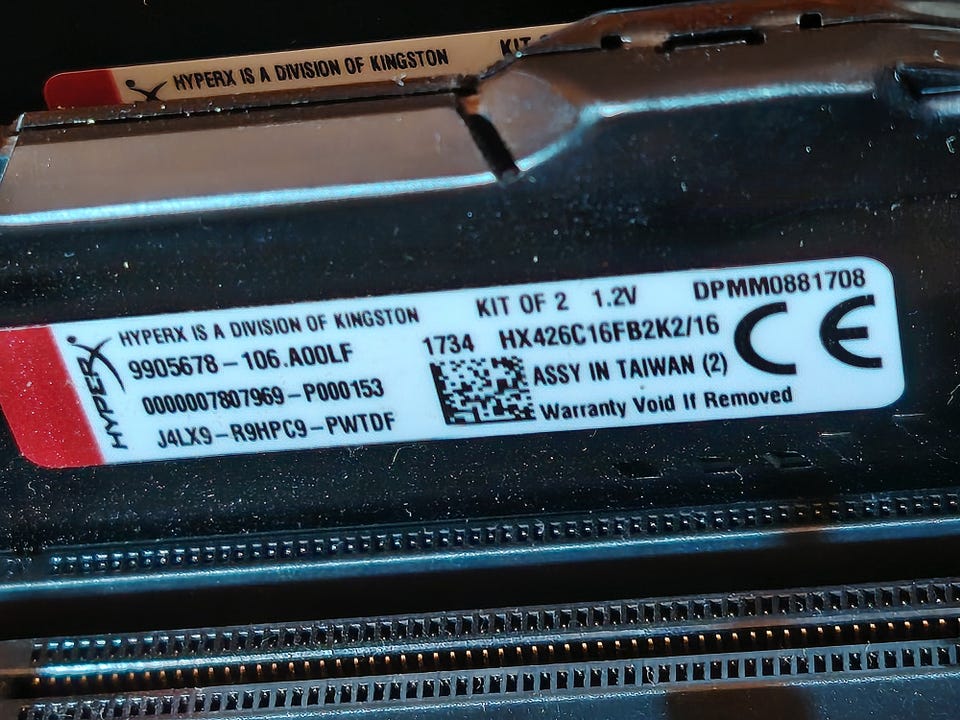 HYPERX IS A DIVISION OF KINGSTON
HYPERX
HYPERX IS A DIVISION OF KINGSTON
9905678-106.A00LF
0000007807969-P000153
J4LX9-R9HPC9-PWTDF
KIT OF 2 1.2V DPMM0881708
1734 HX426C16FB2K2/16
ASSY IN TAIWAN (2)
Warranty Void If Removed
CE